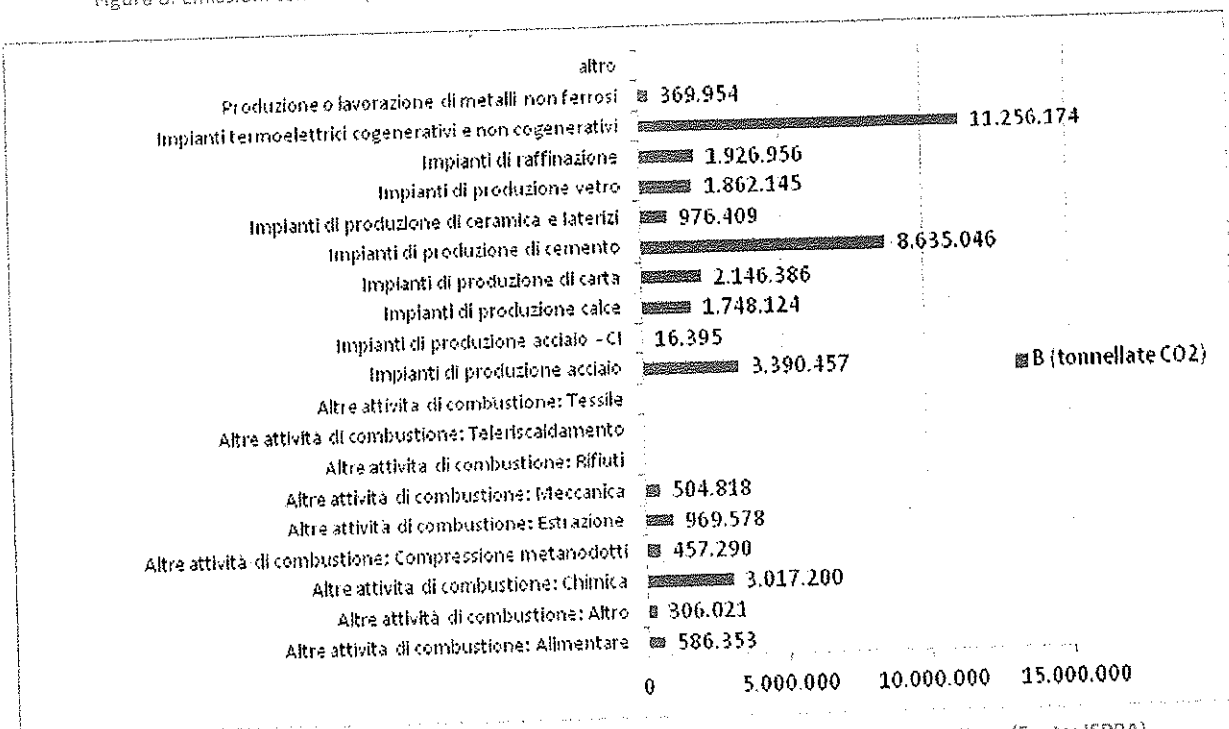 altro
Produzione o lavorazione di metalli non ferrosi 369.954
Impianti termoelettrici cogenerativi e non cogenerativi 11.256.174
Impianti di raffinazione 1.926.956
Impianti di produzione vetro 1.862.145
Impianti di produzione di ceramica e laterizi 976.409
Impianti di produzione di cemento 8.635.046
Impianti di produzione di carta 2.146.386
Impianti di produzione calce 1.748.124
Impianti di produzione acciaio - CI 16.395
Impianti di produzione acciaio 3.390.457
B (tonnellate CO2)
Altre attività di combustione: Tessile
Altre attività di combustione: Teleriscaldamento
Altre attività di combustione: Rifiuti
Altre attività di combustione: Meccanica 504.818
Altre attività di combustione: Estrazione 969.578
Altre attività di combustione: Compressione metanodotti 457.290
Altre attività di combustione: Chimica 3.017.200
Altre attività di combustione: Altro 306.021
Altre attività di combustione: Alimentare 586.353
0 5.000.000 10.000.000 15.000.000